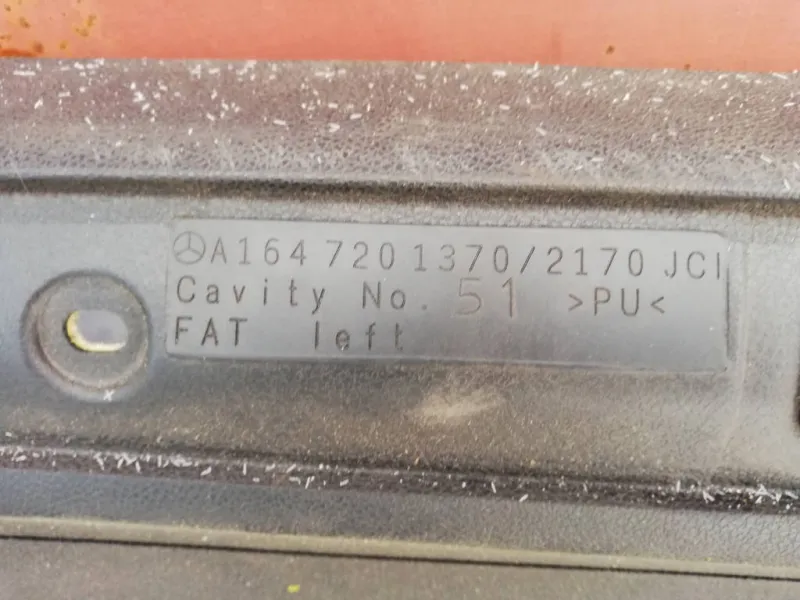 A164 720 1370/2170 JCI
Cavity No. 51 >PU<
FAT left